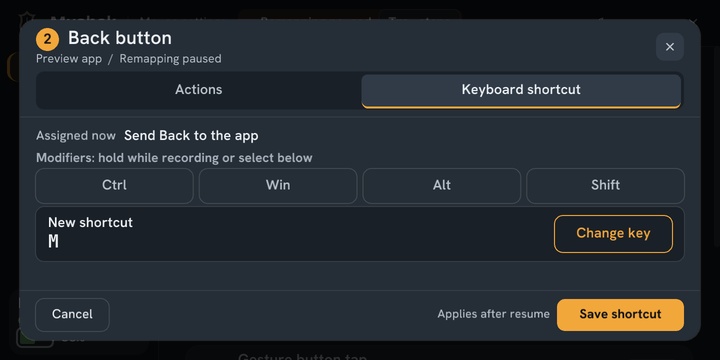 2 Back button
Preview app / Remapping paused
Actions
Keyboard shortcut
Assigned now Send Back to the app
Modifiers: hold while recording or select below
Ctrl
Win
Alt
Shift
New shortcut
M
Change key
Cancel
Applies after resume
Save shortcut